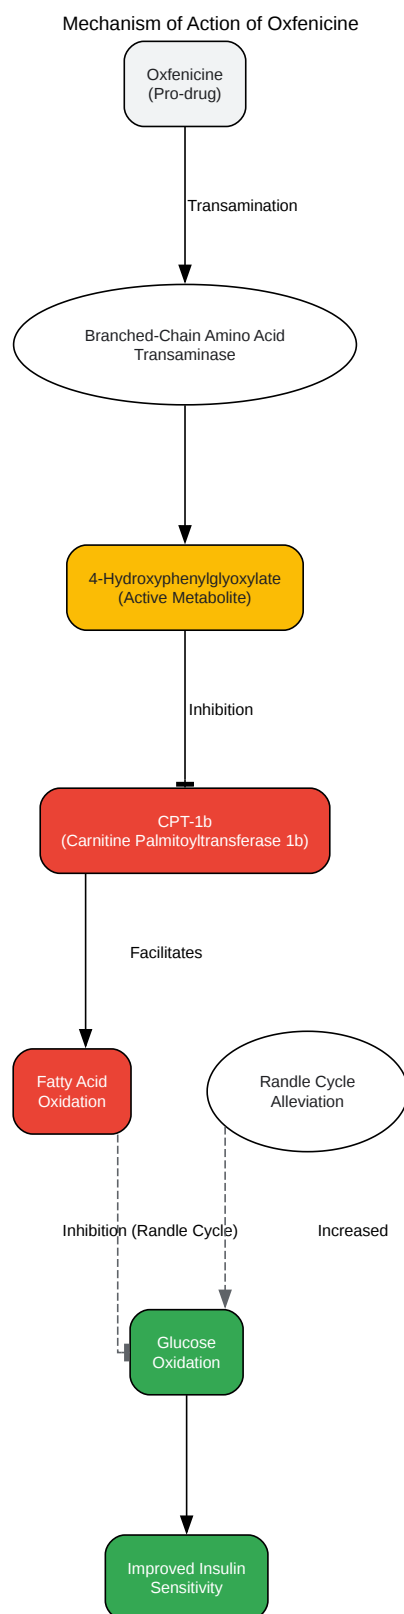 Mechanism of Action of Oxfenicine
Oxfenicine
(Pro-drug)
Transamination
Branched-Chain Amino Acid
Transaminase
4-Hydroxyphenylglyoxylate
(Active Metabolite)
Inhibition
CPT-1b
(Carnitine Palmitoyltransferase 1b)
Facilitates
Fatty Acid
Oxidation
Randle Cycle
Alleviation
Inhibition (Randle Cycle)
Increased
Glucose
Oxidation
Improved Insulin
Sensitivity